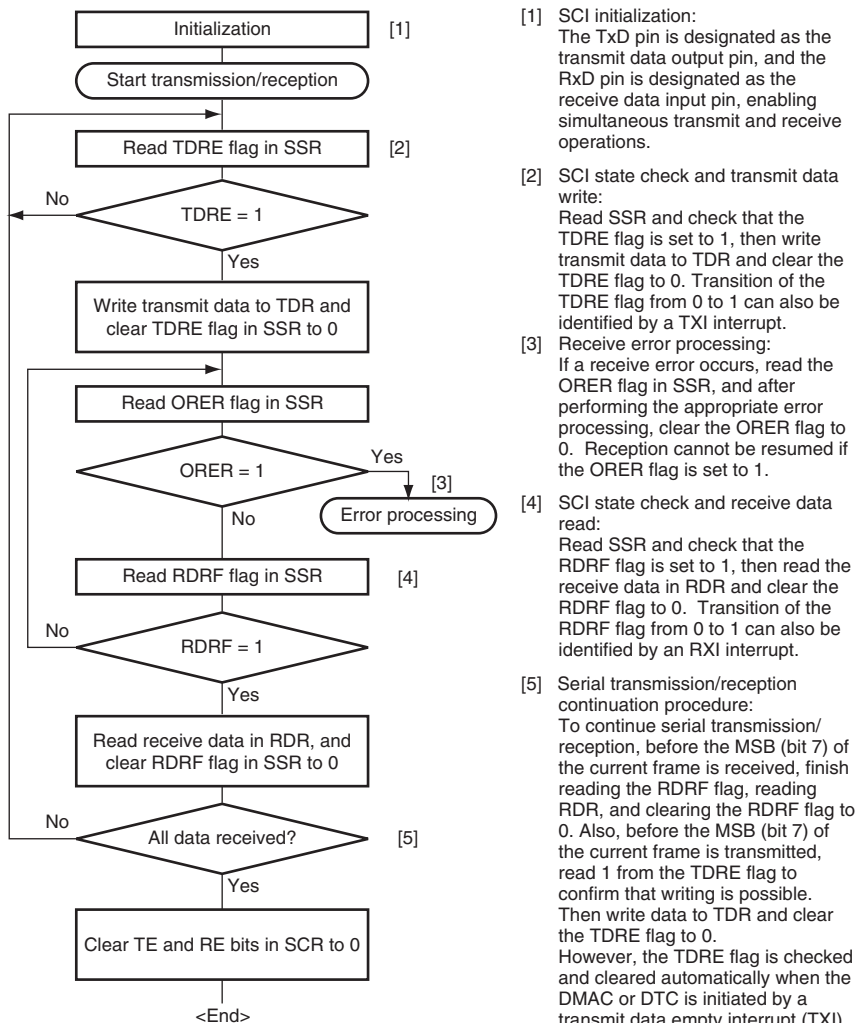 Initialization
[1]
Start transmission/reception
Read TDRE flag in SSR
[2]
No
TDRE = 1
Yes
Write transmit data to TDR and
clear TDRE flag in SSR to 0
Read ORER flag in SSR
ORER = 1
Yes
[3]
No
Error processing
Read RDRF flag in SSR
[4]
No
RDRF = 1
Yes
Read receive data in RDR, and
clear RDRF flag in SSR to 0
No
All data received?
[5]
Yes
Clear TE and RE bits in SCR to 0
<End>
[1] SCI initialization:
The TxD pin is designated as the
transmit data output pin, and the
RxD pin is designated as the
receive data input pin, enabling
simultaneous transmit and receive
operations.
[2] SCI state check and transmit data
write:
Read SSR and check that the
TDRE flag is set to 1, then write
transmit data to TDR and clear the
TDRE flag to 0. Transition of the
TDRE flag from 0 to 1 can also be
identified by a TXI interrupt.
[3] Receive error processing:
If a receive error occurs, read the
ORER flag in SSR, and after
performing the appropriate error
processing, clear the ORER flag to
0. Reception cannot be resumed if
the ORER flag is set to 1.
[4] SCI state check and receive data
read:
Read SSR and check that the
RDRF flag is set to 1, then read the
receive data in RDR and clear the
RDRF flag to 0. Transition of the
RDRF flag from 0 to 1 can also be
identified by an RXI interrupt.
[5] Serial transmission/reception
continuation procedure:
To continue serial transmission/
reception, before the MSB (bit 7) of
the current frame is received, finish
reading the RDRF flag, reading
RDR, and clearing the RDRF flag to
0. Also, before the MSB (bit 7) of
the current frame is transmitted,
read 1 from the TDRE flag to
confirm that writing is possible.
Then write data to TDR and clear
the TDRE flag to 0.
However, the TDRE flag is checked
and cleared automatically when the
DMAC or DTC is initiated by a
transmit data empty interrupt (TXI)